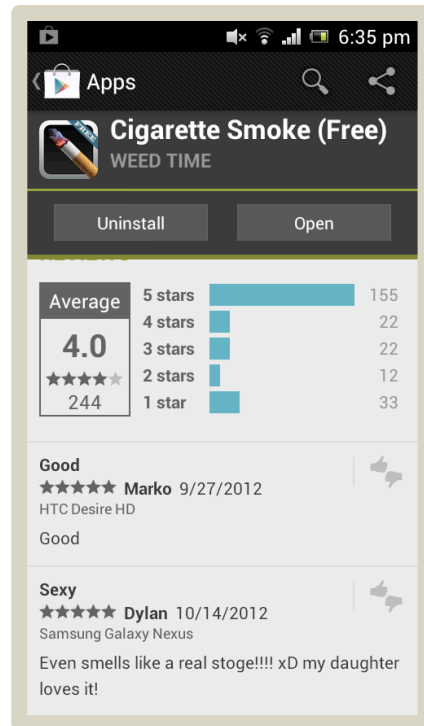 6:35 pm
Apps
FREE
Cigarette Smoke (Free)
WEED TIME
Uninstall
Open
REVIEWS
Average
4.0
244
5 stars 155
4 stars 22
3 stars 22
2 stars 12
1 star 33
Good
Marko 9/27/2012
HTC Desire HD
Good
Sexy
Dylan 10/14/2012
Samsung Galaxy Nexus
Even smells like a real stoge!!!! xD my daughter
loves it!